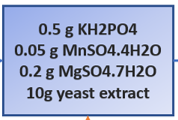 0.5 g KH2PO4
0.05 g MnSO4.4H2O
0.2 g MgSO4.7H2O
10g yeast extract